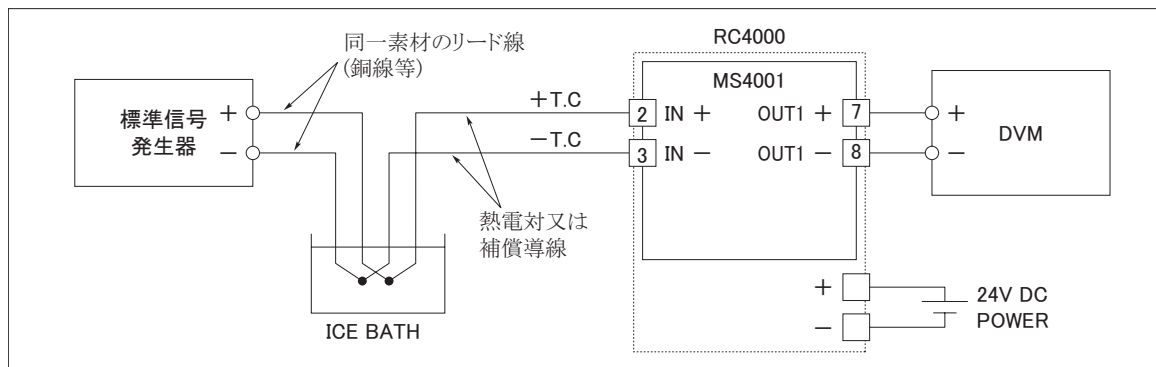 同一素材のリード線
(銅線等)
標準信号
発生器
+
−
ICE BATH
+T.C
−T.C
熱電対又は
補償導線
RC4000
MS4001
2 IN + OUT1 + 7
3 IN − OUT1 − 8
+
−
DVM
+
−
24V DC
POWER